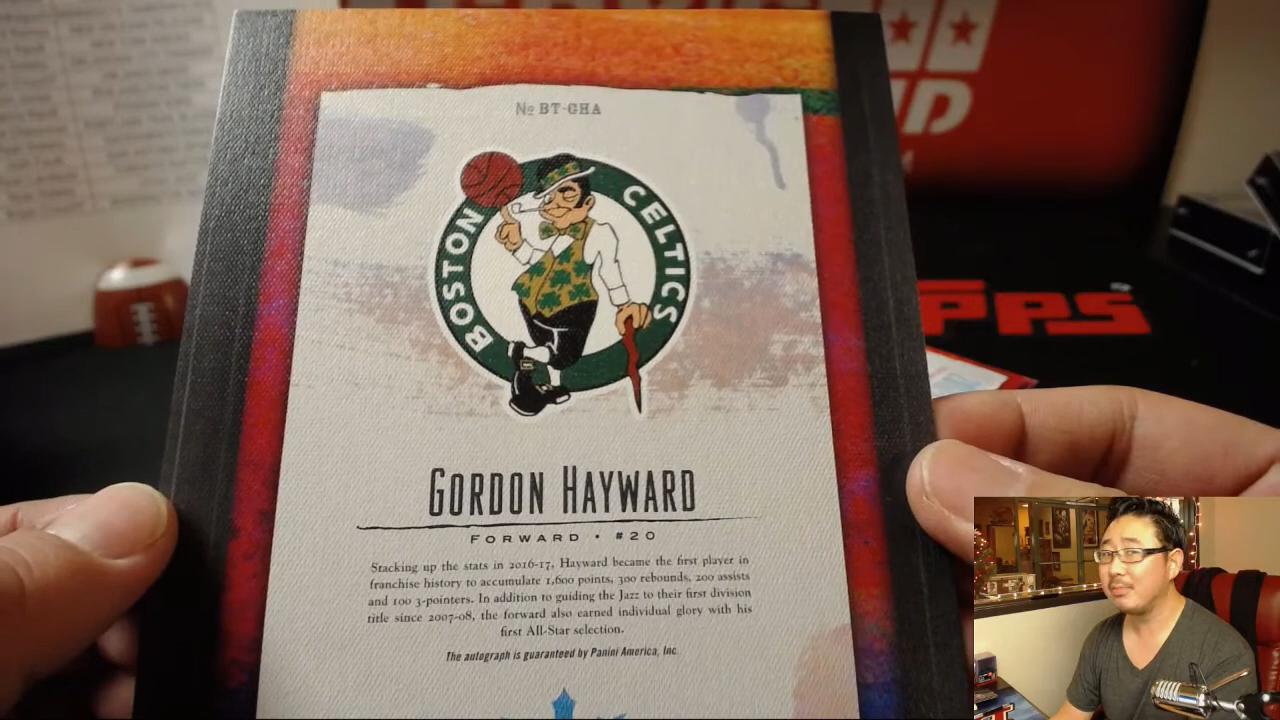 № BT-GHA
BOSTON CELTICS
GORDON HAYWARD
FORWARD • #20
Stacking up the stats in 2016-17, Hayward became the first player in
franchise history to accumulate 1,600 points, 300 rebounds, 200 assists
and 100 3-pointers. In addition to guiding the Jazz to their first division
title since 2007-08, the forward also earned individual glory with his
first All-Star selection.
The autograph is guaranteed by Panini America, Inc.